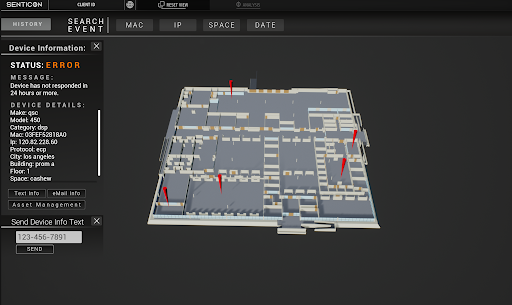 SENTICON
CLIENT ID
RESET VIEW
ANALYSIS
HISTORY
SEARCH EVENT
MAC
IP
SPACE
DATE
Device Information:
STATUS: ERROR
MESSAGE:
Device has not responded in
24 hours or more.
DEVICE DETAILS:
Make: qsc
Model: 450
Category: dsp
Mac: 03FEF52818A0
Ip: 120.82.228.60
Protocol: ecp
City: los angeles
Building: prom a
Floor: 1
Space: cashew
Text Info
eMail Info
Asset Management
Send Device Info Text
123-456-7891
SEND